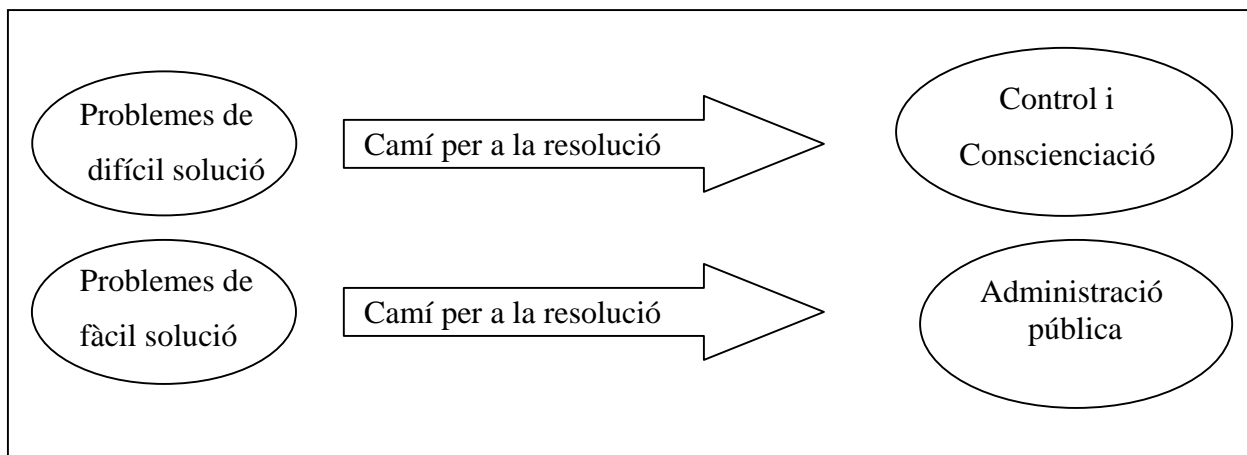 Problemes de
difícil solució
Camí per a la resolució
Control i
Conscienciació
Problemes de
fàcil solució
Camí per a la resolució
Administració
pública